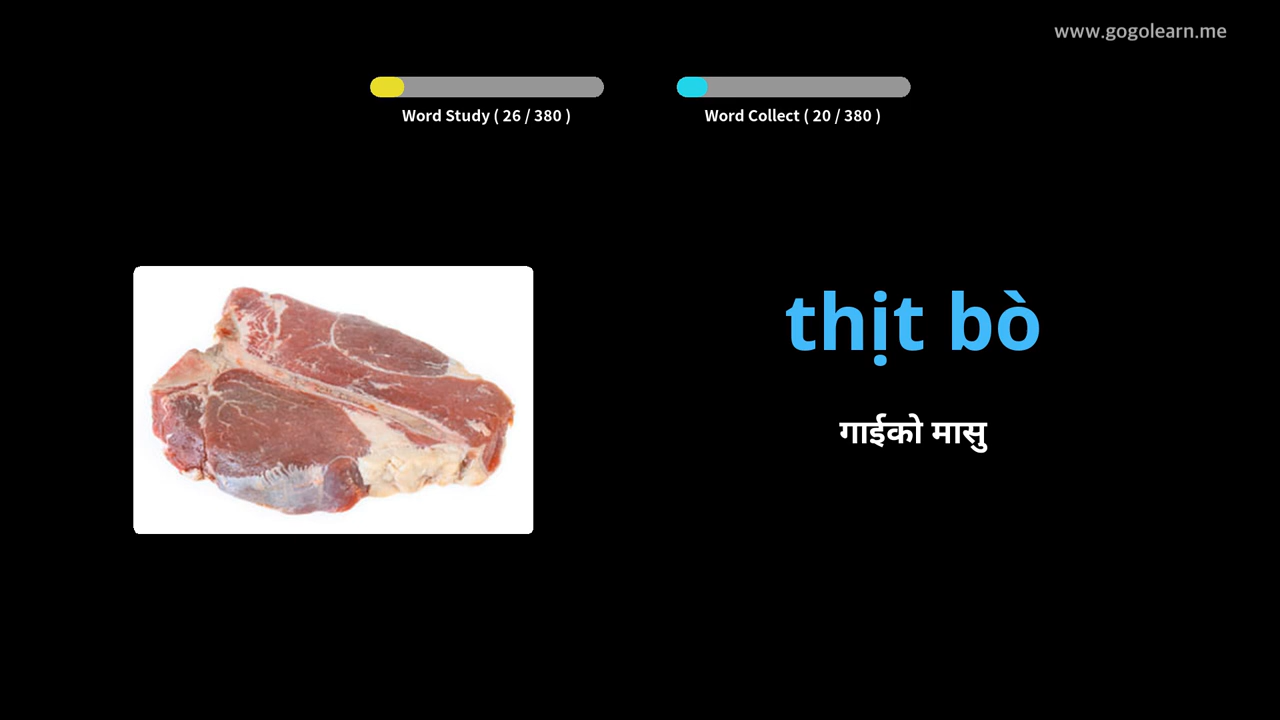 www.gogolearn.me
Word Study ( 26 / 380 )
Word Collect ( 20 / 380 )
thịt bò
गाईको मासु